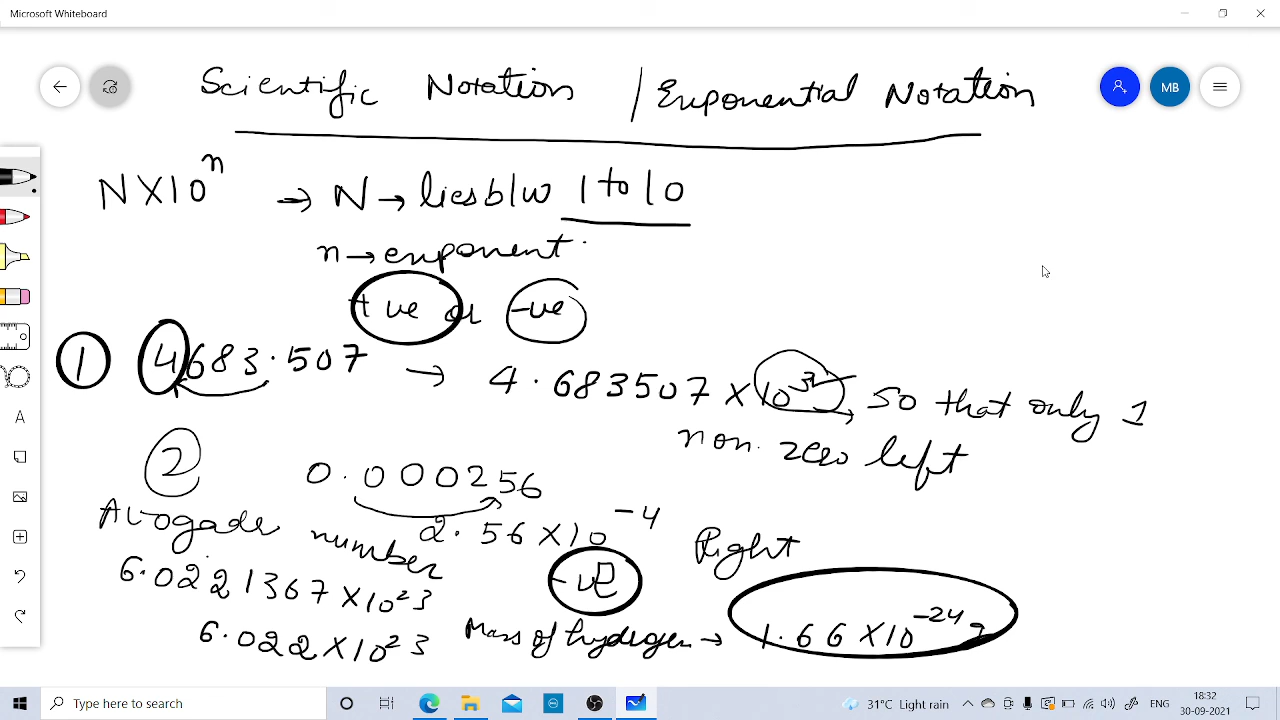 Microsoft Whiteboard
Scientific Notation / Exponential Notation
MB
N X 10^n → N → lies b/w 1 to 10
n → exponent
+ve or -ve
① 4683.507 → 4.683507 X 10^3 so that only 1
non. zero left
② 0.000256
2.56 X 10^-4
Right
-ve
Avogadr number
6.0221367 X 10^23
6.022 X 10^23
Mass of hydrogen → 1.66 X 10^-24 g
A
Type here to search
31°C Light rain
ENG
18:32
30-09-2021